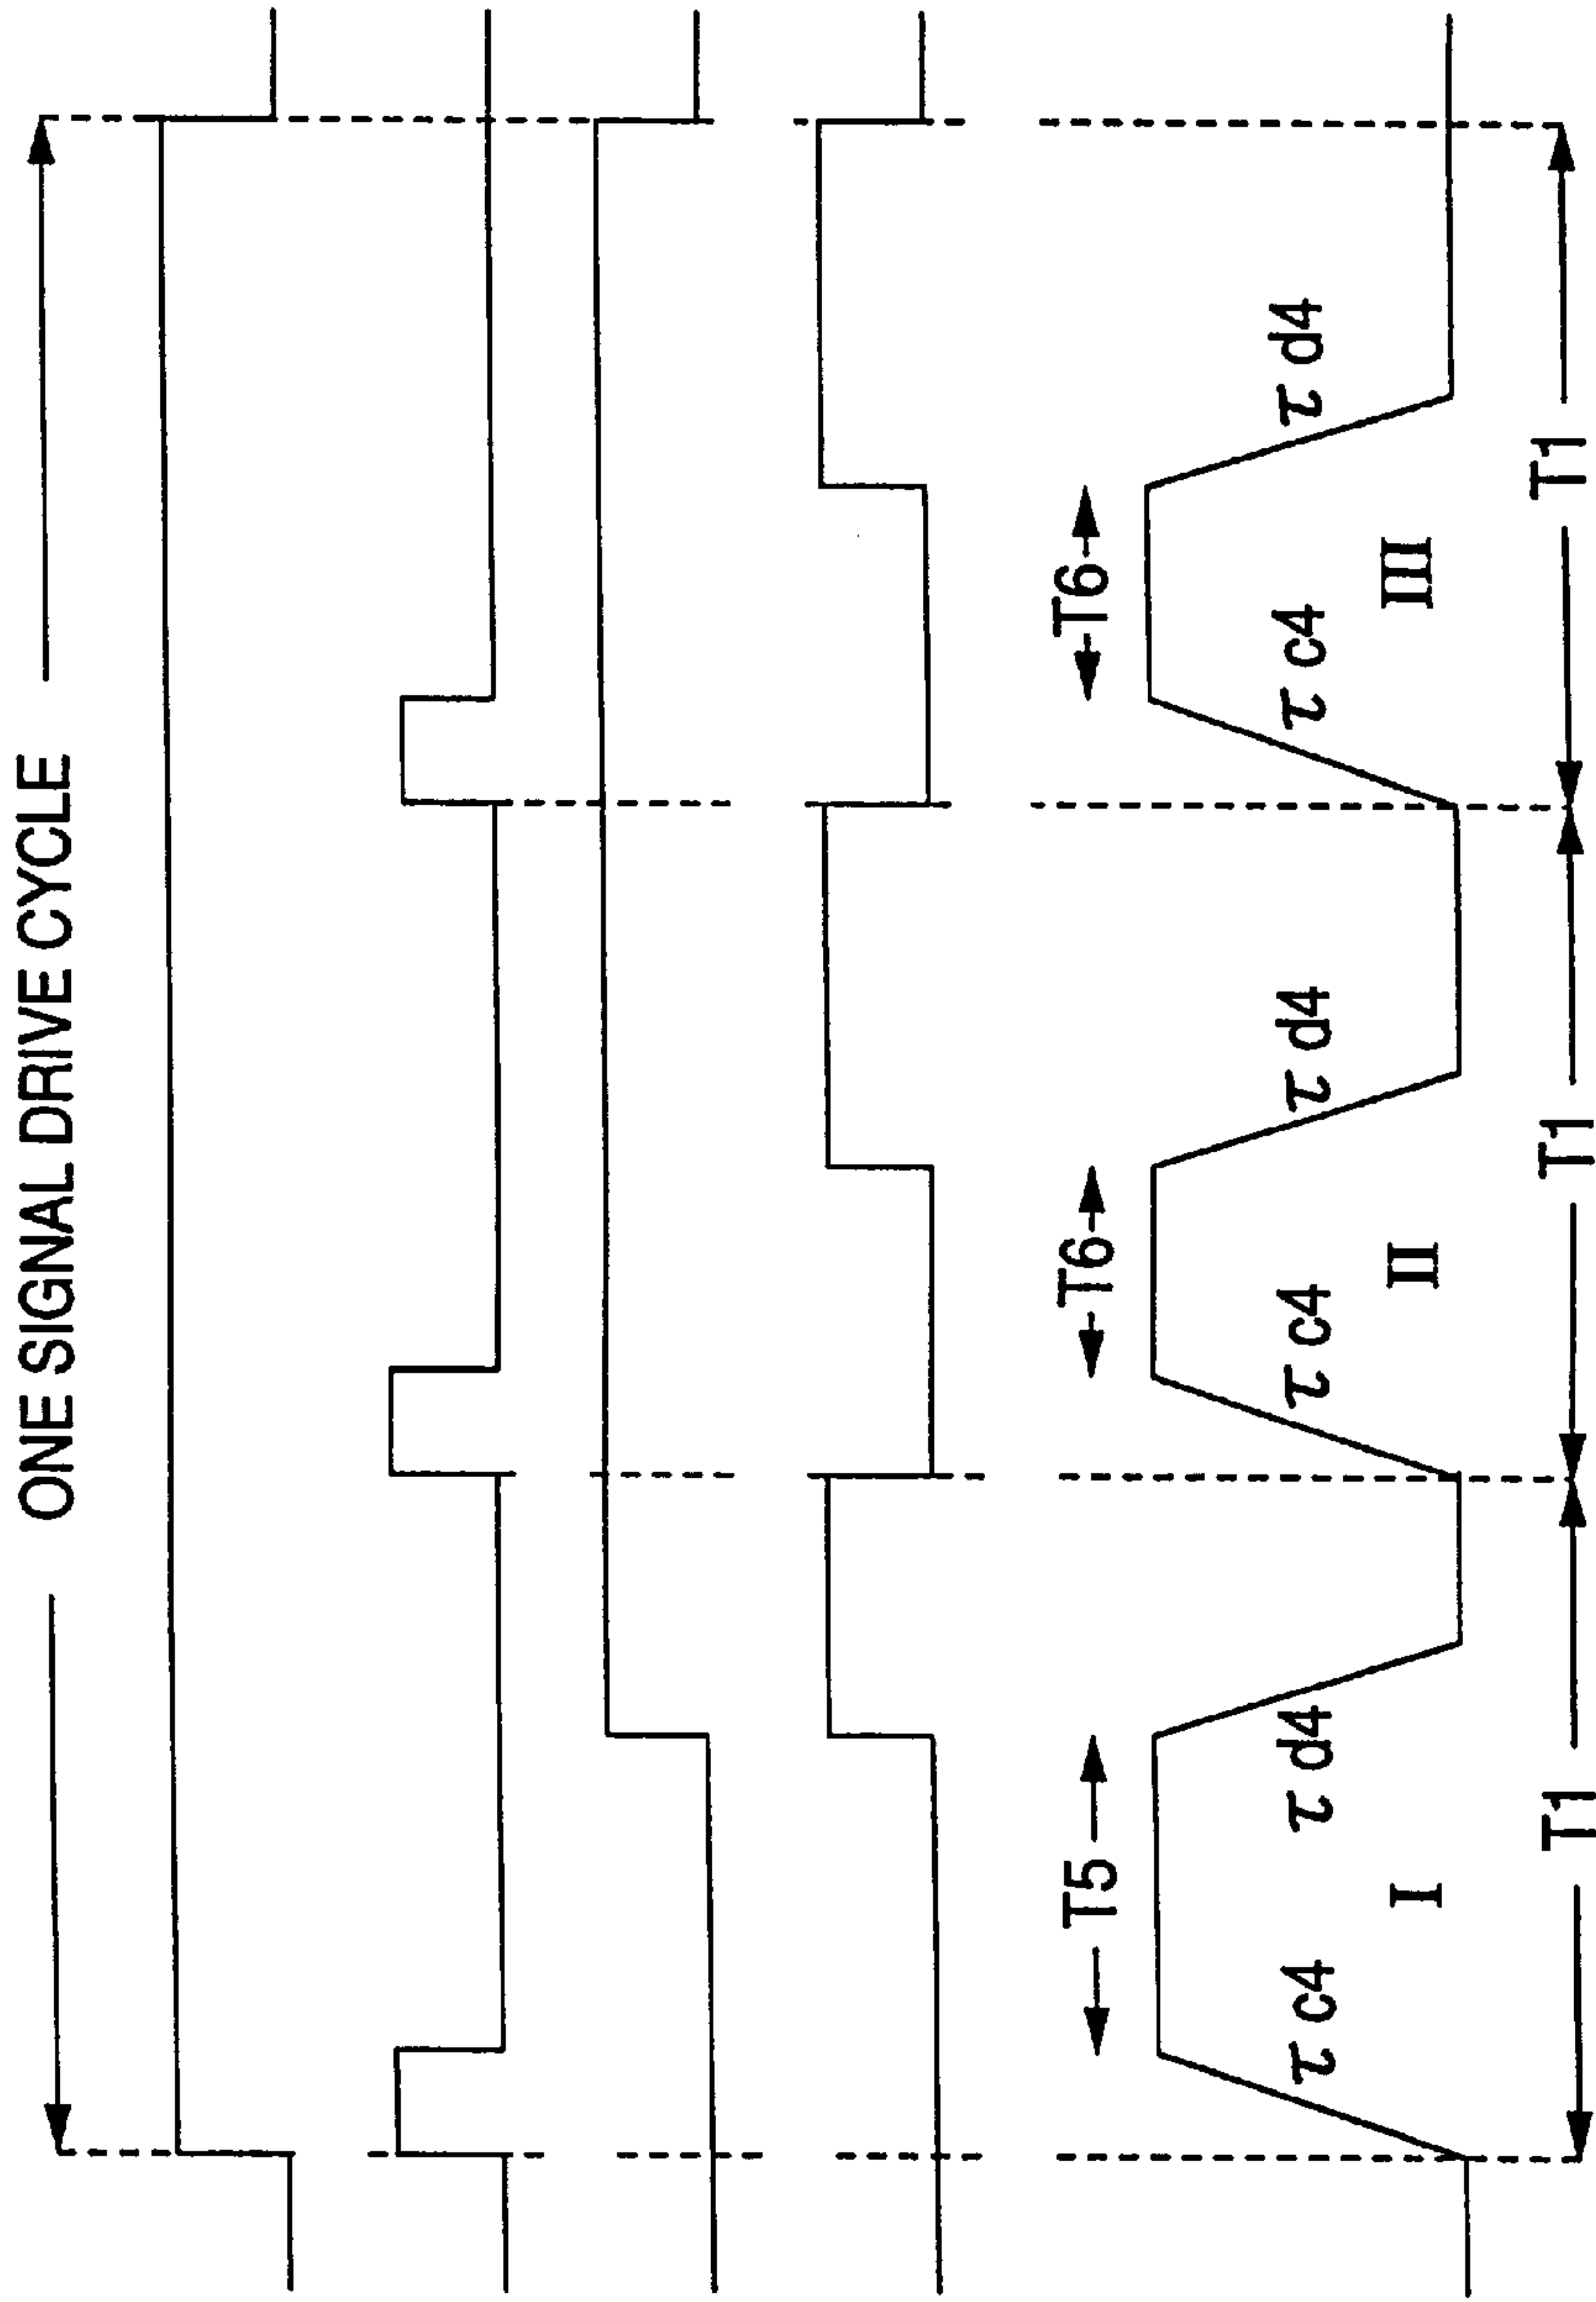 ONE SIGNAL DRIVE CYCLE
T5 T6 T6
τ c4 τ d4 τ c4 τ d4 τ c4 τ d4
I II III
T1 T1 T1